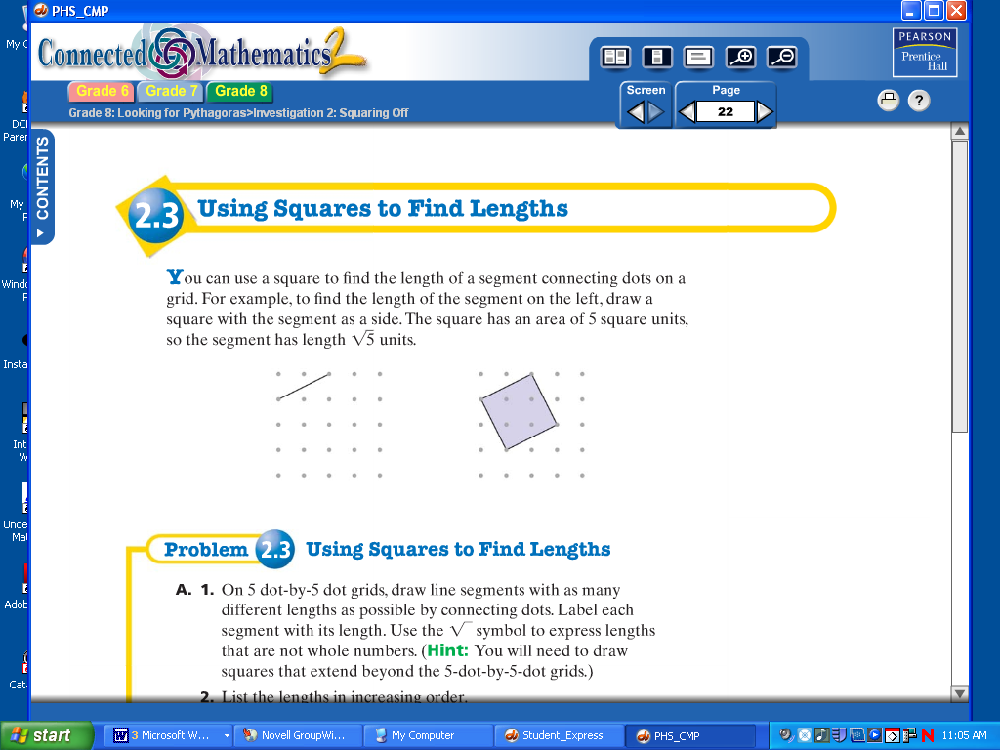 PHS_CMP
My C
Connected Mathematics 2
PEARSON
Prentice
Hall
Grade 6 Grade 7 Grade 8
Screen
Page
22
?
Grade 8: Looking for Pythagoras>Investigation 2: Squaring Off
DCI
Paren
CONTENTS
My
F
Windo
F
Insta
Int
W
Unde
Mat
Adob
Cata
2.3 Using Squares to Find Lengths
You can use a square to find the length of a segment connecting dots on a
grid. For example, to find the length of the segment on the left, draw a
square with the segment as a side. The square has an area of 5 square units,
so the segment has length √5 units.
Problem 2.3 Using Squares to Find Lengths
A. 1. On 5 dot-by-5 dot grids, draw line segments with as many
different lengths as possible by connecting dots. Label each
segment with its length. Use the √ symbol to express lengths
that are not whole numbers. (Hint: You will need to draw
squares that extend beyond the 5-dot-by-5-dot grids.)
2. List the lengths in increasing order.
start
3 Microsoft W...
Novell GroupWi...
My Computer
Student_Express
PHS_CMP
N
11:05 AM